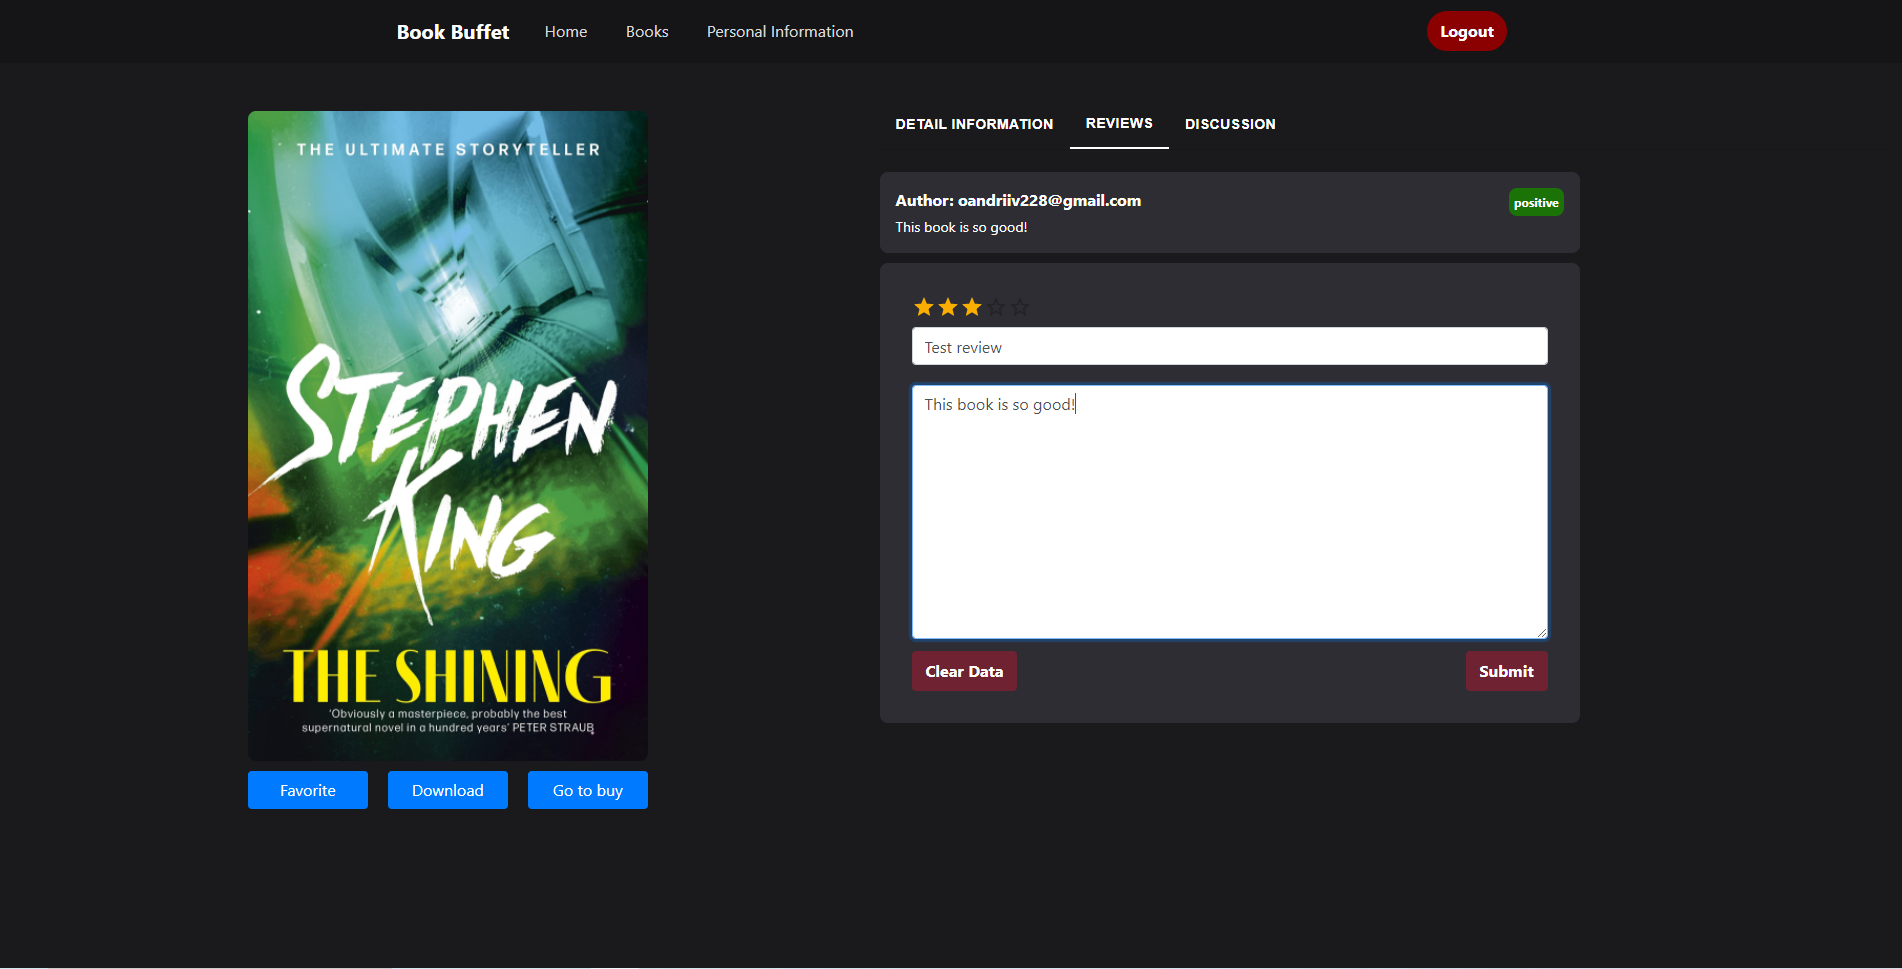 Book Buffet Home Books Personal Information Logout
THE ULTIMATE STORYTELLER
STEPHEN
KING
THE SHINING
‘Obviously a masterpiece, probably the best
supernatural novel in a hundred years’ PETER STRAUB
Favorite Download Go to buy
DETAIL INFORMATION REVIEWS DISCUSSION
Author: oandriiv228@gmail.com positive
This book is so good!
Test review
This book is so good!
Clear Data Submit